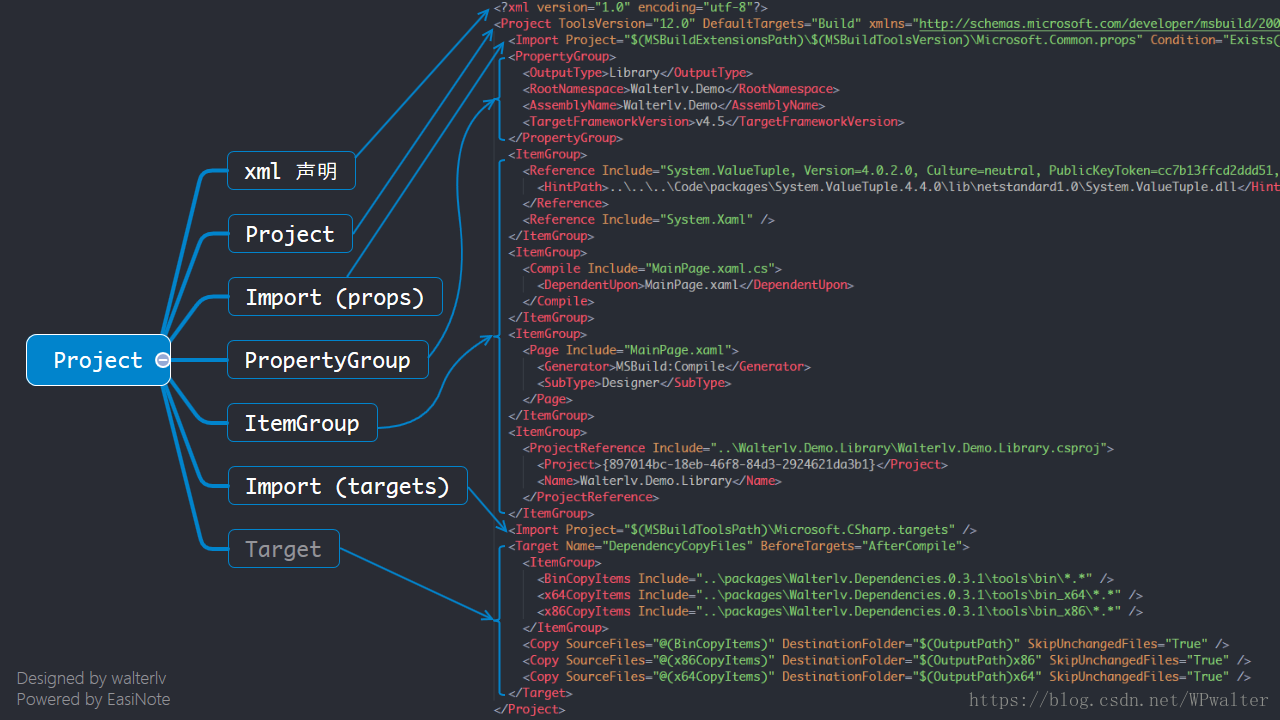 Project
xml 声明
Project
Import (props)
PropertyGroup
ItemGroup
Import (targets)
Target
<?xml version="1.0" encoding="utf-8"?>
<Project ToolsVersion="12.0" DefaultTargets="Build" xmlns="http://schemas.microsoft.com/developer/msbuild/200
<Import Project="$(MSBuildExtensionsPath)\$(MSBuildToolsVersion)\Microsoft.Common.props" Condition="Exists(
<PropertyGroup>
<OutputType>Library</OutputType>
<RootNamespace>Walterlv.Demo</RootNamespace>
<AssemblyName>Walterlv.Demo</AssemblyName>
<TargetFrameworkVersion>v4.5</TargetFrameworkVersion>
</PropertyGroup>
<ItemGroup>
<Reference Include="System.ValueTuple, Version=4.0.2.0, Culture=neutral, PublicKeyToken=cc7b13ffcd2ddd51,
<HintPath>..\..\..\Code\packages\System.ValueTuple.4.4.0\lib\netstandard1.0\System.ValueTuple.dll</Hint
</Reference>
<Reference Include="System.Xaml" />
</ItemGroup>
<ItemGroup>
<Compile Include="MainPage.xaml.cs">
<DependentUpon>MainPage.xaml</DependentUpon>
</Compile>
</ItemGroup>
<ItemGroup>
<Page Include="MainPage.xaml">
<Generator>MSBuild:Compile</Generator>
<SubType>Designer</SubType>
</Page>
</ItemGroup>
<ItemGroup>
<ProjectReference Include="..\Walterlv.Demo.Library\Walterlv.Demo.Library.csproj">
<Project>{897014bc-18eb-46f8-84d3-2924621da3b1}</Project>
<Name>Walterlv.Demo.Library</Name>
</ProjectReference>
</ItemGroup>
<Import Project="$(MSBuildToolsPath)\Microsoft.CSharp.targets" />
<Target Name="DependencyCopyFiles" BeforeTargets="AfterCompile">
<ItemGroup>
<BinCopyItems Include="..\packages\Walterlv.Dependencies.0.3.1\tools\bin\*.*" />
<x64CopyItems Include="..\packages\Walterlv.Dependencies.0.3.1\tools\bin_x64\*.*" />
<x86CopyItems Include="..\packages\Walterlv.Dependencies.0.3.1\tools\bin_x86\*.*" />
</ItemGroup>
<Copy SourceFiles="@(BinCopyItems)" DestinationFolder="$(OutputPath)" SkipUnchangedFiles="True" />
<Copy SourceFiles="@(x86CopyItems)" DestinationFolder="$(OutputPath)x86" SkipUnchangedFiles="True" />
<Copy SourceFiles="@(x64CopyItems)" DestinationFolder="$(OutputPath)x64" SkipUnchangedFiles="True" />
</Target>
</Project>
Designed by walterlv
Powered by EasiNote
https://blog.csdn.net/WPwalter